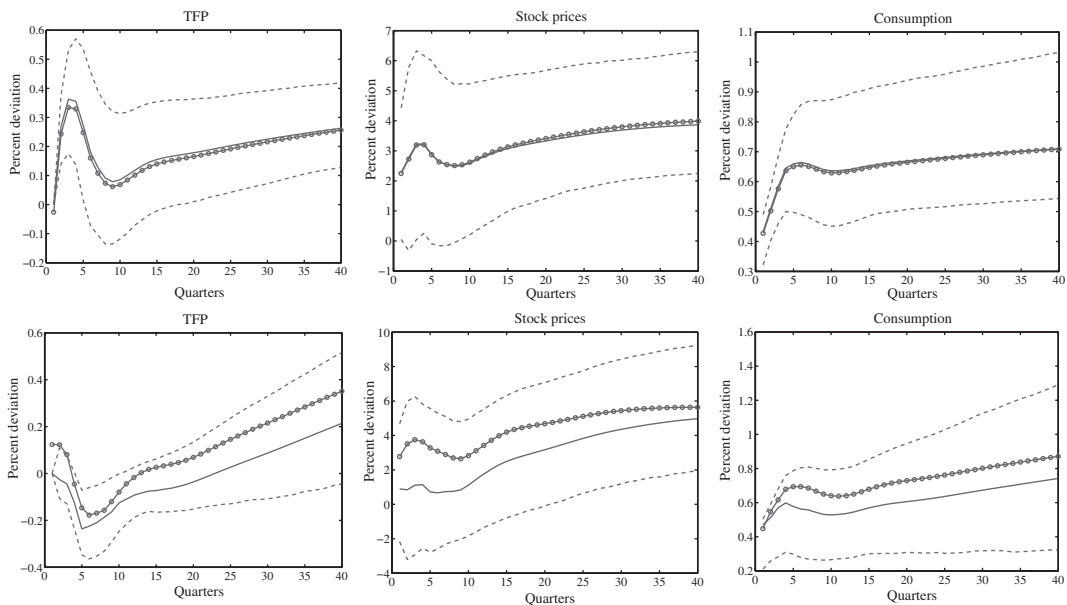 TFP
Stock prices
Consumption
Percent deviation
0.6
0.5
0.4
0.3
0.2
0.1
0
−0.1
−0.2
0 5 10 15 20 25 30 35 40
Quarters
Percent deviation
7
6
5
4
3
2
1
0
−1
0 5 10 15 20 25 30 35 40
Quarters
Percent deviation
1.1
1
0.9
0.8
0.7
0.6
0.5
0.4
0.3
0 5 10 15 20 25 30 35 40
Quarters
TFP
Stock prices
Consumption
Percent deviation
0.6
0.4
0.2
0
−0.2
−0.4
0 5 10 15 20 25 30 35 40
Quarters
Percent deviation
10
8
6
4
2
0
−2
−4
0 5 10 15 20 25 30 35 40
Quarters
Percent deviation
1.6
1.4
1.2
1
0.8
0.6
0.4
0.2
0 5 10 15 20 25 30 35 40
Quarters